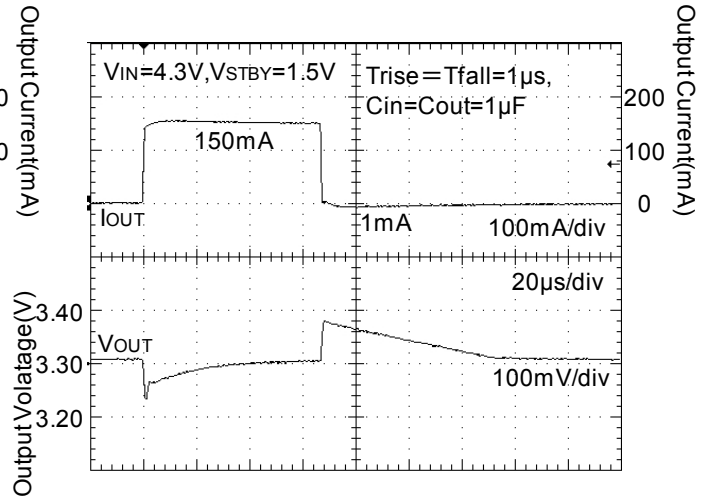 Output Current(mA)
0
0
VIN=4.3V,VSTBY=1.5V
Trise=Tfall=1µs,
Cin=Cout=1µF
150mA
IOUT
1mA
100mA/div
200
100
0
Output Current(mA)
20µs/div
Output Volatage(V)
3.40
3.30
3.20
VOUT
100mV/div